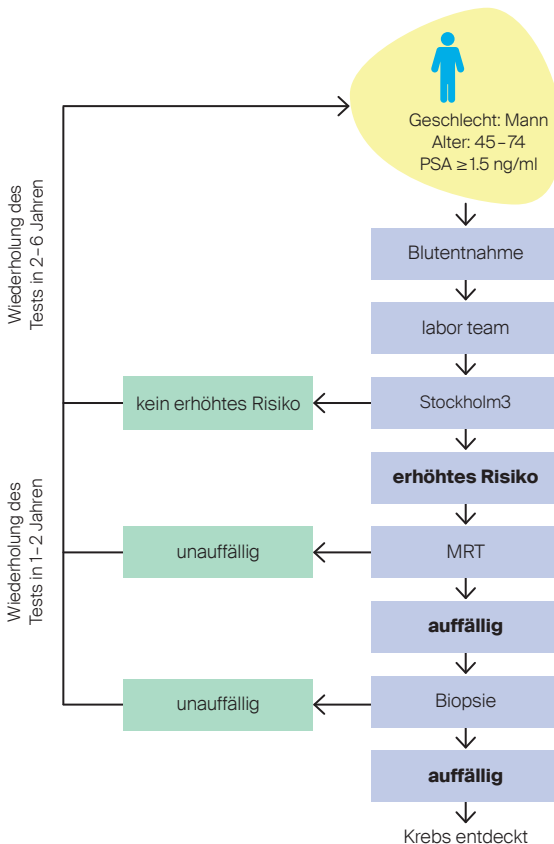 Geschlecht: Mann
Alter: 45–74
PSA ≥1.5 ng/ml
Wiederholung des
Tests in 2–6 Jahren
Blutentnahme
labor team
kein erhöhtes Risiko
Stockholm3
erhöhtes Risiko
Wiederholung des
Tests in 1–2 Jahren
unauffällig
MRT
auffällig
unauffällig
Biopsie
auffällig
Krebs entdeckt